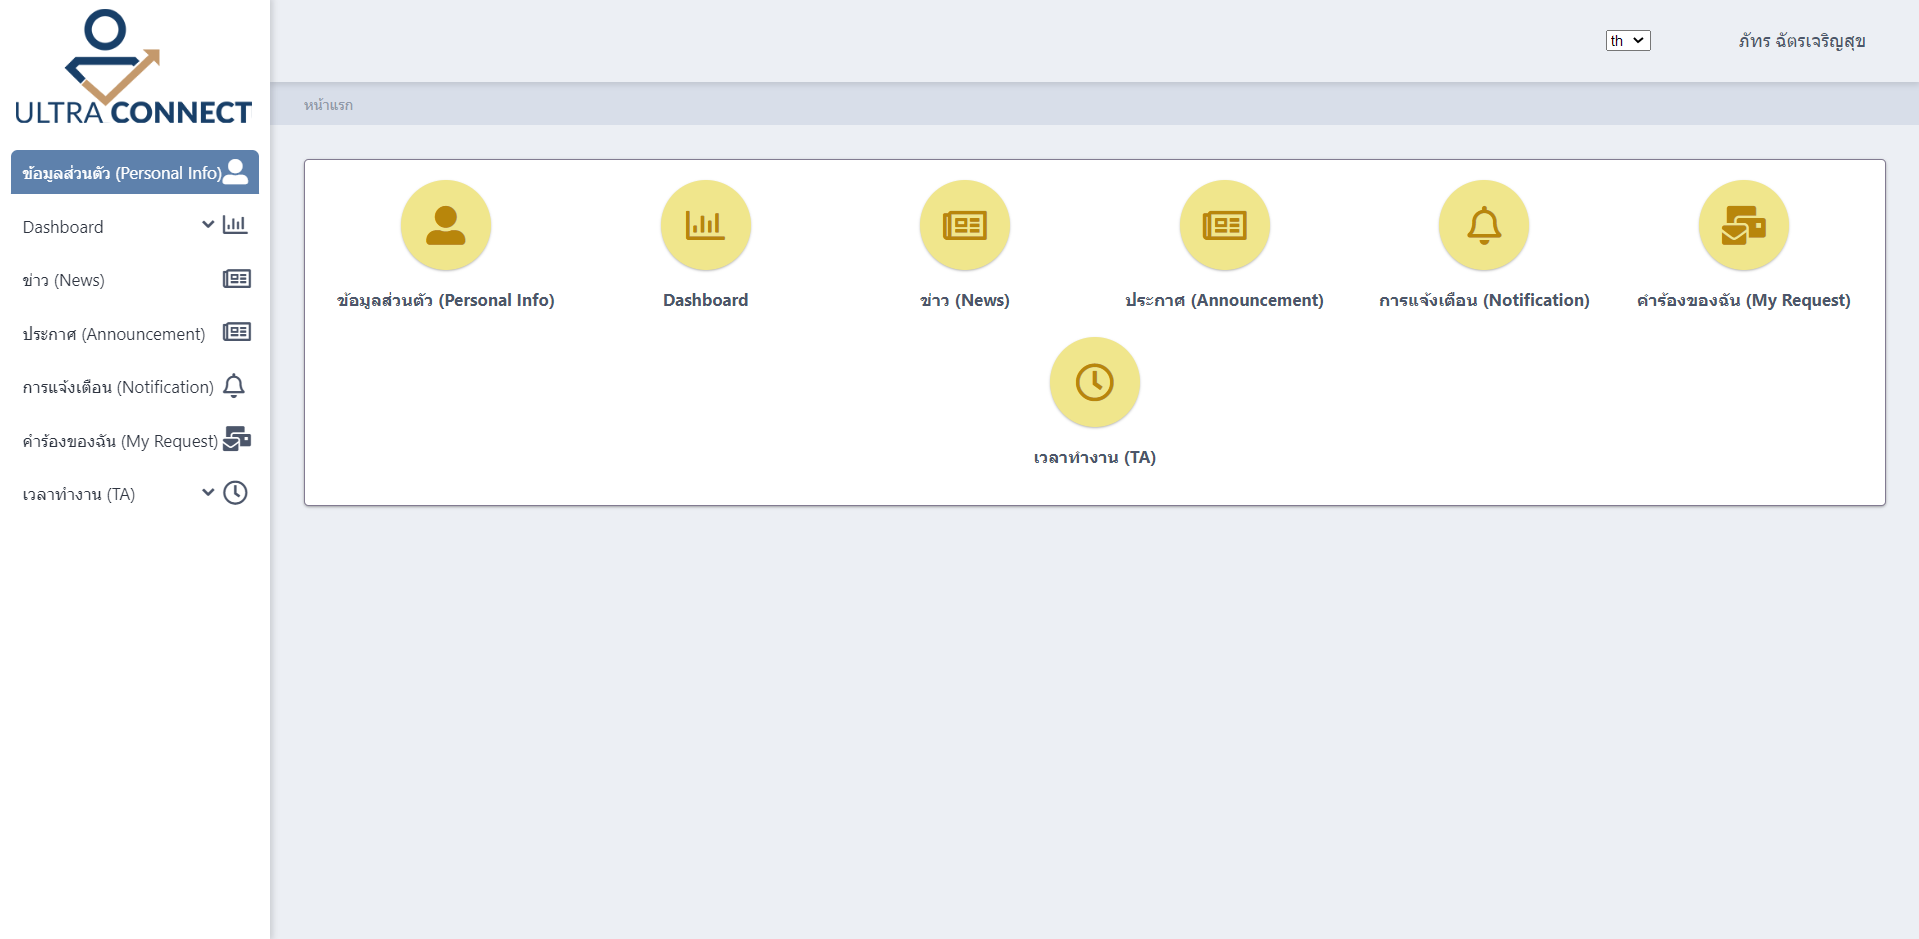 ULTRA CONNECT
th
ภัทร ฉัตรเจริญสุข
หน้าแรก
ข้อมูลส่วนตัว (Personal Info)
Dashboard
ข่าว (News)
ประกาศ (Announcement)
การแจ้งเตือน (Notification)
คำร้องของฉัน (My Request)
เวลาทำงาน (TA)
ข้อมูลส่วนตัว (Personal Info)
Dashboard
ข่าว (News)
ประกาศ (Announcement)
การแจ้งเตือน (Notification)
คำร้องของฉัน (My Request)
เวลาทำงาน (TA)